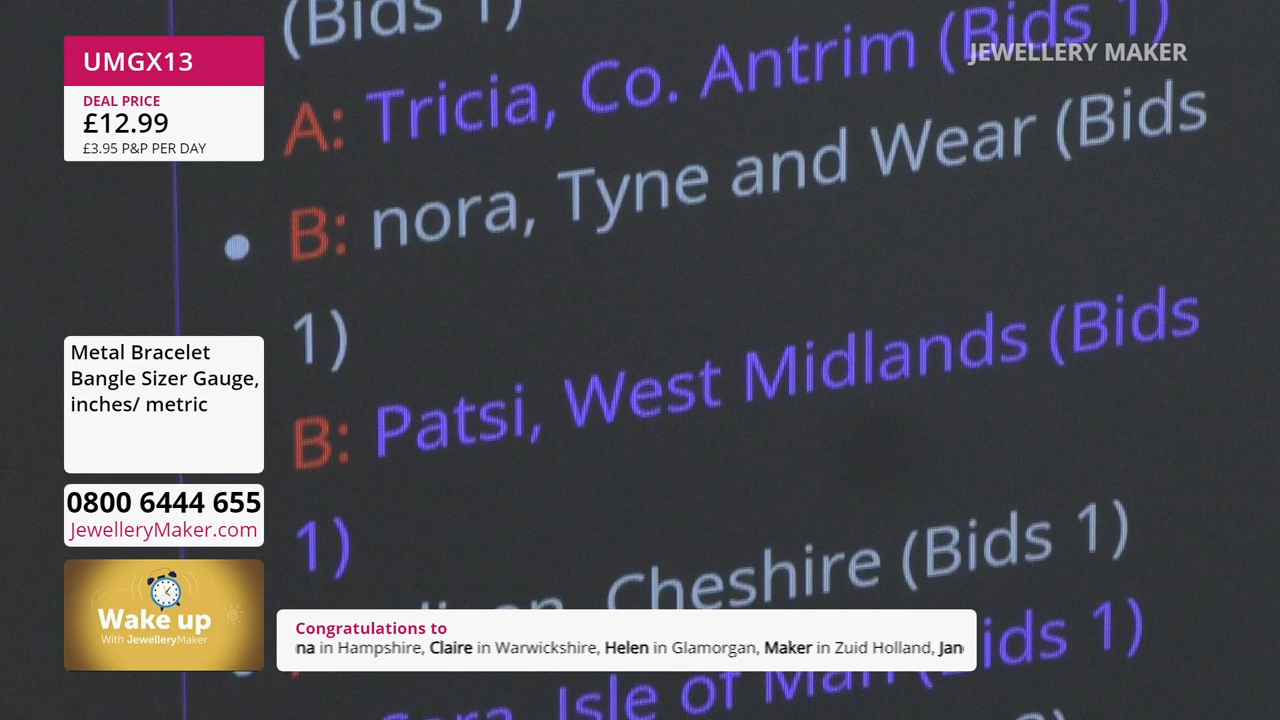 (Bids 1)
A: Tricia, Co. Antrim (Bids 1)
B: nora, Tyne and Wear (Bids
1)
B: Patsi, West Midlands (Bids
1)
Cheshire (Bids 1)
Isle of Man (Bids 1)
JEWELLERY MAKER
UMGX13
DEAL PRICE
£12.99
£3.95 P&P PER DAY
Metal Bracelet
Bangle Sizer Gauge,
inches/ metric
0800 6444 655
JewelleryMaker.com
Wake up
With JewelleryMaker
Congratulations to
na in Hampshire, Claire in Warwickshire, Helen in Glamorgan, Maker in Zuid Holland, Jan